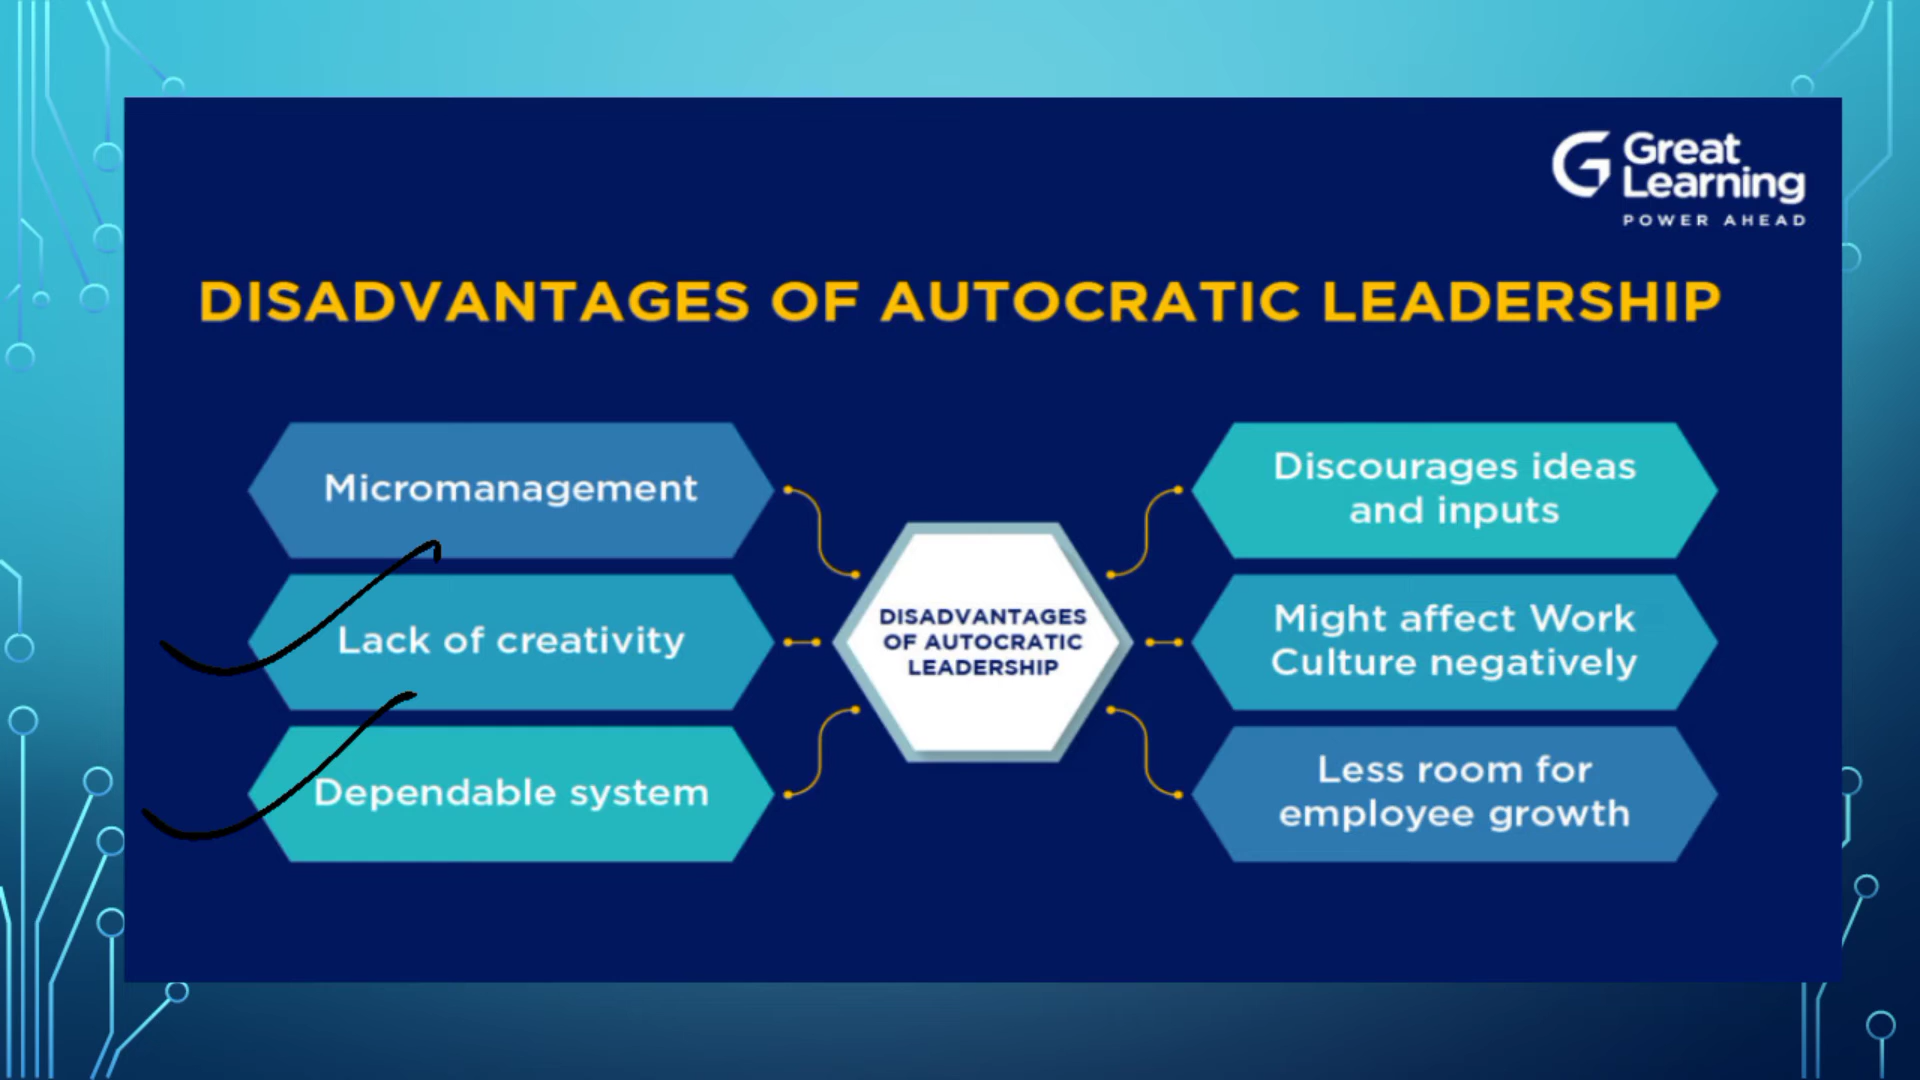 Great
Learning
POWER AHEAD
DISADVANTAGES OF AUTOCRATIC LEADERSHIP
Micromanagement
Lack of creativity
Dependable system
DISADVANTAGES
OF AUTOCRATIC
LEADERSHIP
Discourages ideas
and inputs
Might affect Work
Culture negatively
Less room for
employee growth